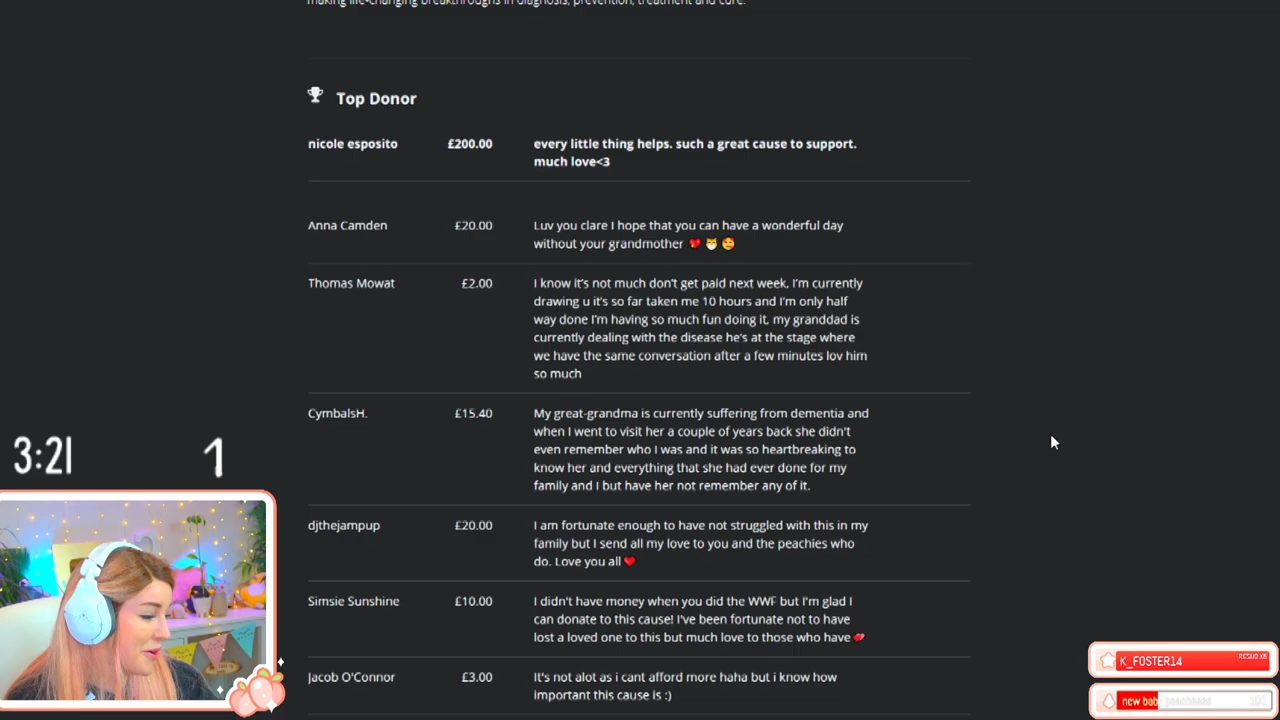 making life-changing breakthroughs in diagnosis, prevention, treatment and cure.
Top Donor
nicole esposito £200.00 every little thing helps. such a great cause to support.
much love<3
Anna Camden £20.00 Luv you clare I hope that you can have a wonderful day
without your grandmother
Thomas Mowat £2.00 I know it's not much don't get paid next week, I'm currently
drawing u it's so far taken me 10 hours and I'm only half
way done I'm having so much fun doing it, my granddad is
currently dealing with the disease he's at the stage where
we have the same conversation after a few minutes lov him
so much
CymbalsH. £15.40 My great-grandma is currently suffering from dementia and
when I went to visit her a couple of years back she didn't
even remember who I was and it was so heartbreaking to
know her and everything that she had ever done for my
family and I but have her not remember any of it.
djthejampup £20.00 I am fortunate enough to have not struggled with this in my
family but I send all my love to you and the peachies who
do. Love you all
Simsie Sunshine £10.00 I didn't have money when you did the WWF but I'm glad I
can donate to this cause! I've been fortunate not to have
lost a loved one to this but much love to those who have
Jacob O'Connor £3.00 It's not alot as i cant afford more haha but i know how
important this cause is :)
3:21 1
K_FOSTER14
new bab